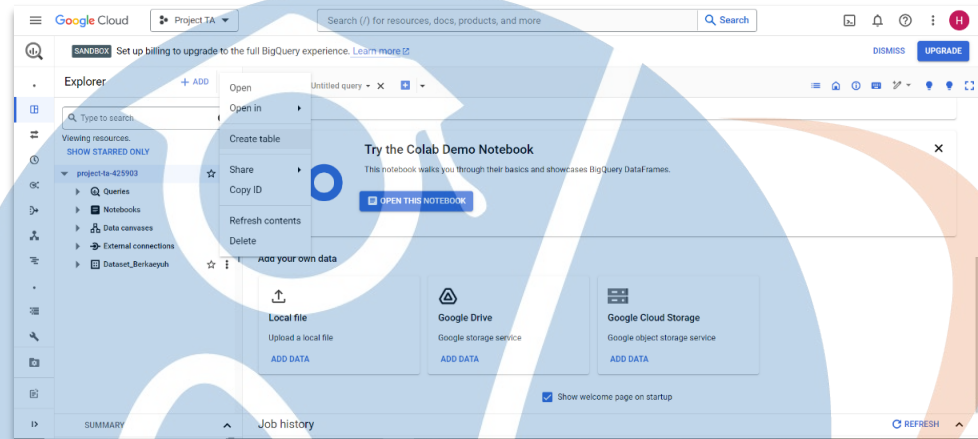 Google Cloud
Project TA
Search (/) for resources, docs, products, and more
Search
H
SANDBOX Set up billing to upgrade to the full BigQuery experience. Learn more
DISMISS
UPGRADE
Explorer
+ ADD
Untitled query
Type to search
Viewing resources.
SHOW STARRED ONLY
project-ta-425903
Queries
Notebooks
Data canvases
External connections
Dataset_Berkaeyuh
SUMMARY
Open
Open in
Create table
Share
Copy ID
Refresh contents
Delete
Try the Colab Demo Notebook
This notebook walks you through their basics and showcases BigQuery DataFrames.
OPEN THIS NOTEBOOK
Add your own data
Local file
Upload a local file
ADD DATA
Google Drive
Google storage service
ADD DATA
Google Cloud Storage
Google object storage service
ADD DATA
Show welcome page on startup
Job history
REFRESH